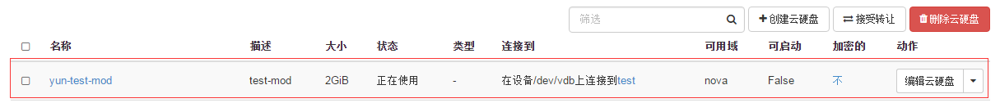 筛选 创建云硬盘 接受转让 删除云硬盘
名称 描述 大小 状态 类型 连接到 可用域 可启动 加密的 动作
yun-test-mod test-mod 2GiB 正在使用 - 在设备/dev/vdb上连接到test nova False 不 编辑云硬盘